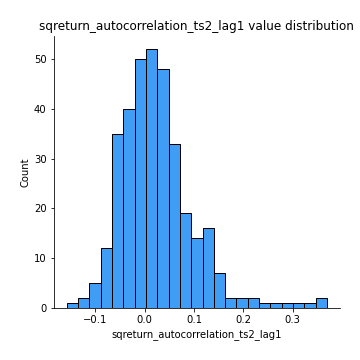 sqreturn_autocorrelation_ts2_lag1 value distribution
50
40
30
20
10
0
Count
−0.1 0.0 0.1 0.2 0.3
sqreturn_autocorrelation_ts2_lag1